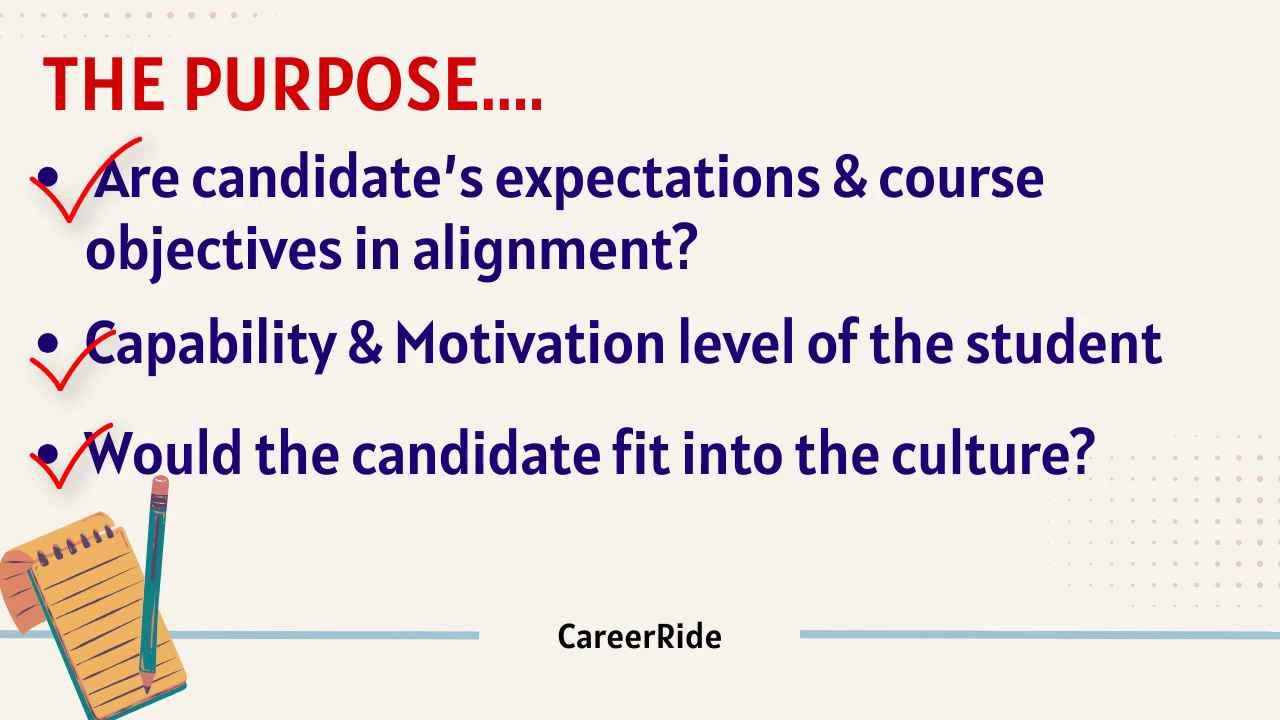 THE PURPOSE....
• Are candidate's expectations & course
objectives in alignment?
• Capability & Motivation level of the student
• Would the candidate fit into the culture?
CareerRide